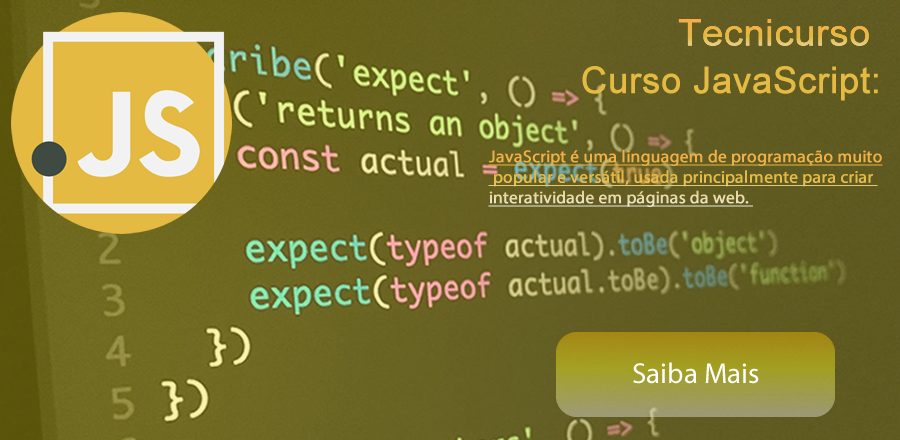 Tecnicurso
Curso JavaScript:
.JS
ribe('expect', () => {
('returns an object', () => {
const actual = expect(true)
JavaScript é uma linguagem de programação muito
popular e versátil, usada principalmente para criar
interatividade em páginas da web.
2 expect(typeof actual).toBe('object')
3 expect(typeof actual.toBe).toBe('function')
4 })
5 })
Saiba Mais
', () => {